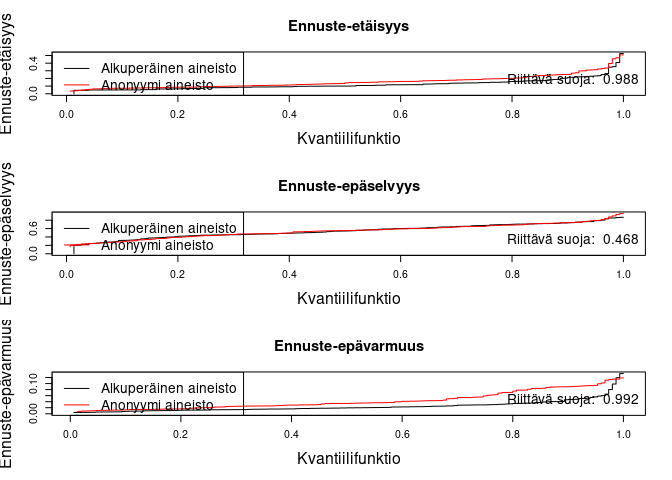 Ennuste-etäisyys
Ennuste-etäisyys
0.4
0.0
Alkuperäinen aineisto
Anonyymi aineisto
Riittävä suoja: 0.988
0.0 0.2 0.4 0.6 0.8 1.0
Kvantiilifunktio
Ennuste-epäselvyys
Ennuste-epäselvyys
0.6
0.0
Alkuperäinen aineisto
Anonyymi aineisto
Riittävä suoja: 0.468
0.0 0.2 0.4 0.6 0.8 1.0
Kvantiilifunktio
Ennuste-epävarmuus
Ennuste-epävarmuus
0.10
0.00
Alkuperäinen aineisto
Anonyymi aineisto
Riittävä suoja: 0.992
0.0 0.2 0.4 0.6 0.8 1.0
Kvantiilifunktio